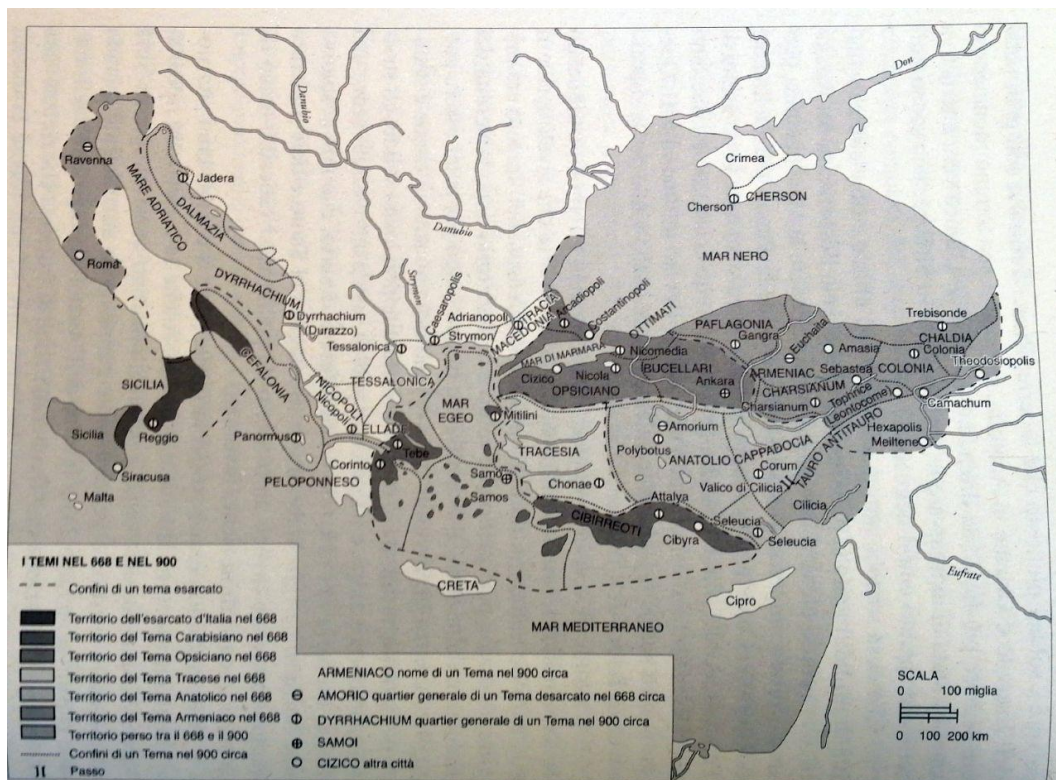 Don
Danubio
Crimea
Cherson
CHERSON
Ravenna
Jadera
MARE ADRIATICO
DALMAZIA
Roma
Danubio
MAR NERO
DYRRHACHIUM
Dyrrhachium
(Durazzo)
Strymon
Caesaropolis
Adrianopoli
Strymon
TRACIA
MACEDONIA
Arcadiopoli
Costantinopoli
OTTIMATI
PAFLAGONIA
Gangra
Euchaita
Trebisonde
CHALDIA
Colonia
Theodosiopolis
Tessalonica
TESSALONICA
MAR DI MARMARA
Nicomedia
Cizico
OPSICIANO
BUCELLARI
Ankara
ARMENIAC
Amasia
Sebastea
COLONIA
CHARSIANUM
Charsianum
Tophrice
(Leontocome)
Camachum
CEFALONIA
SICILIA
NICOPOLI
Nicopoli
MAR
EGEO
Mitilini
Amorium
Hexapolis
Meiltene
Sicilia
Reggio
Panormus
ELLADE
Tebe
TRACESIA
Polybotus
ANATOLIO
CAPPADOCIA
TAURO ANTITAURO
Siracusa
Corinto
PELOPONNESO
Samo
Samos
Chonae
Corum
Valico di Cilicia
Malta
Attalya
CIBIRREOTI
Cibyra
Seleucia
Seleucia
Cilicia
CRETA
Cipro
Eufrate
MAR MEDITERRANEO
I TEMI NEL 668 E NEL 900
Confini di un tema esarcato
Territorio dell'esarcato d'Italia nel 668
Territorio del Tema Carabisiano nel 668
Territorio del Tema Opsiciano nel 668
Territorio del Tema Tracese nel 668
Territorio del Tema Anatolico nel 668
Territorio del Tema Armeniaco nel 668
Territorio perso tra il 668 e il 900
Confini di un Tema nel 900 circa
Passo
ARMENIACO nome di un Tema nel 900 circa
AMORIO quartier generale di un Tema desarcato nel 668 circa
DYRRHACHIUM quartier generale di un Tema nel 900 circa
SAMOI
CIZICO altra città
SCALA
0 100 miglia
0 100 200 km